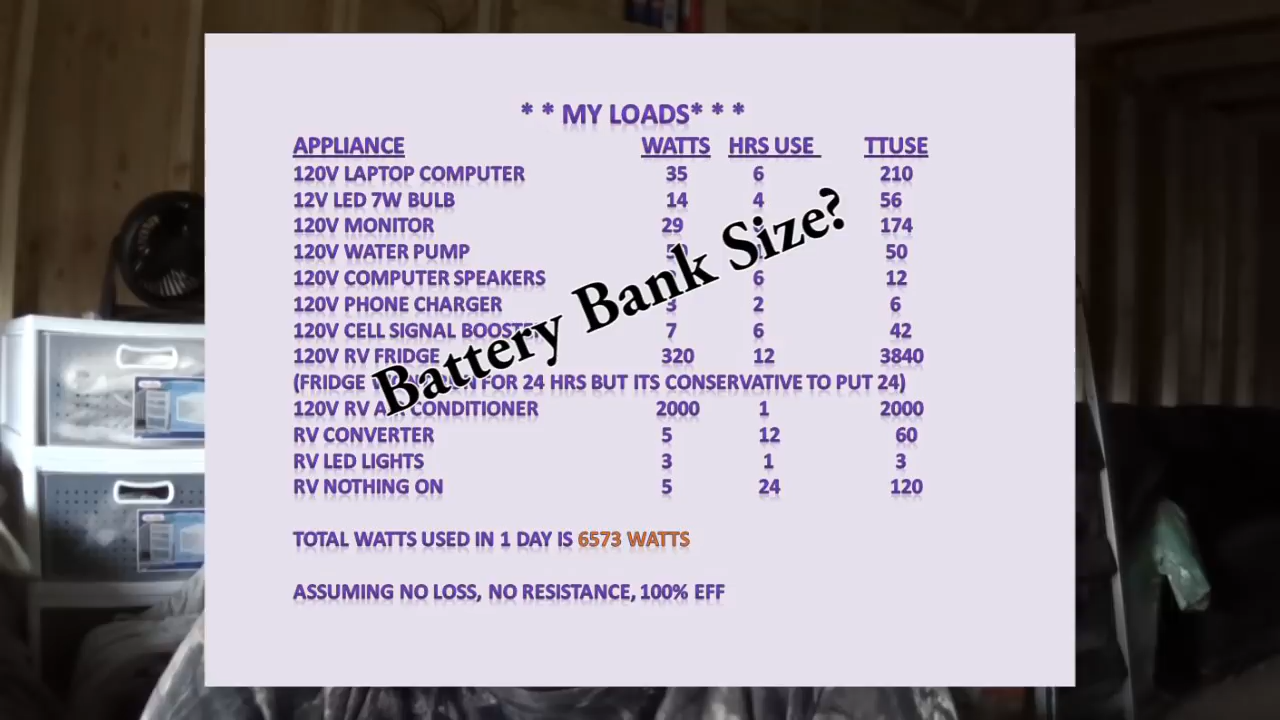 * * MY LOADS* * *
APPLIANCE WATTS HRS USE TTUSE
120V LAPTOP COMPUTER 35 6 210
12V LED 7W BULB 14 4 56
120V MONITOR 29 174
120V WATER PUMP 50
120V COMPUTER SPEAKERS 6 12
120V PHONE CHARGER 3 2 6
120V CELL SIGNAL BOOSTER 7 6 42
120V RV FRIDGE 320 12 3840
(FRIDGE FOR 24 HRS BUT ITS CONSERVATIVE TO PUT 24)
120V RV AIR CONDITIONER 2000 1 2000
RV CONVERTER 5 12 60
RV LED LIGHTS 3 1 3
RV NOTHING ON 5 24 120
TOTAL WATTS USED IN 1 DAY IS 6573 WATTS
ASSUMING NO LOSS, NO RESISTANCE, 100% EFF
Battery Bank Size?